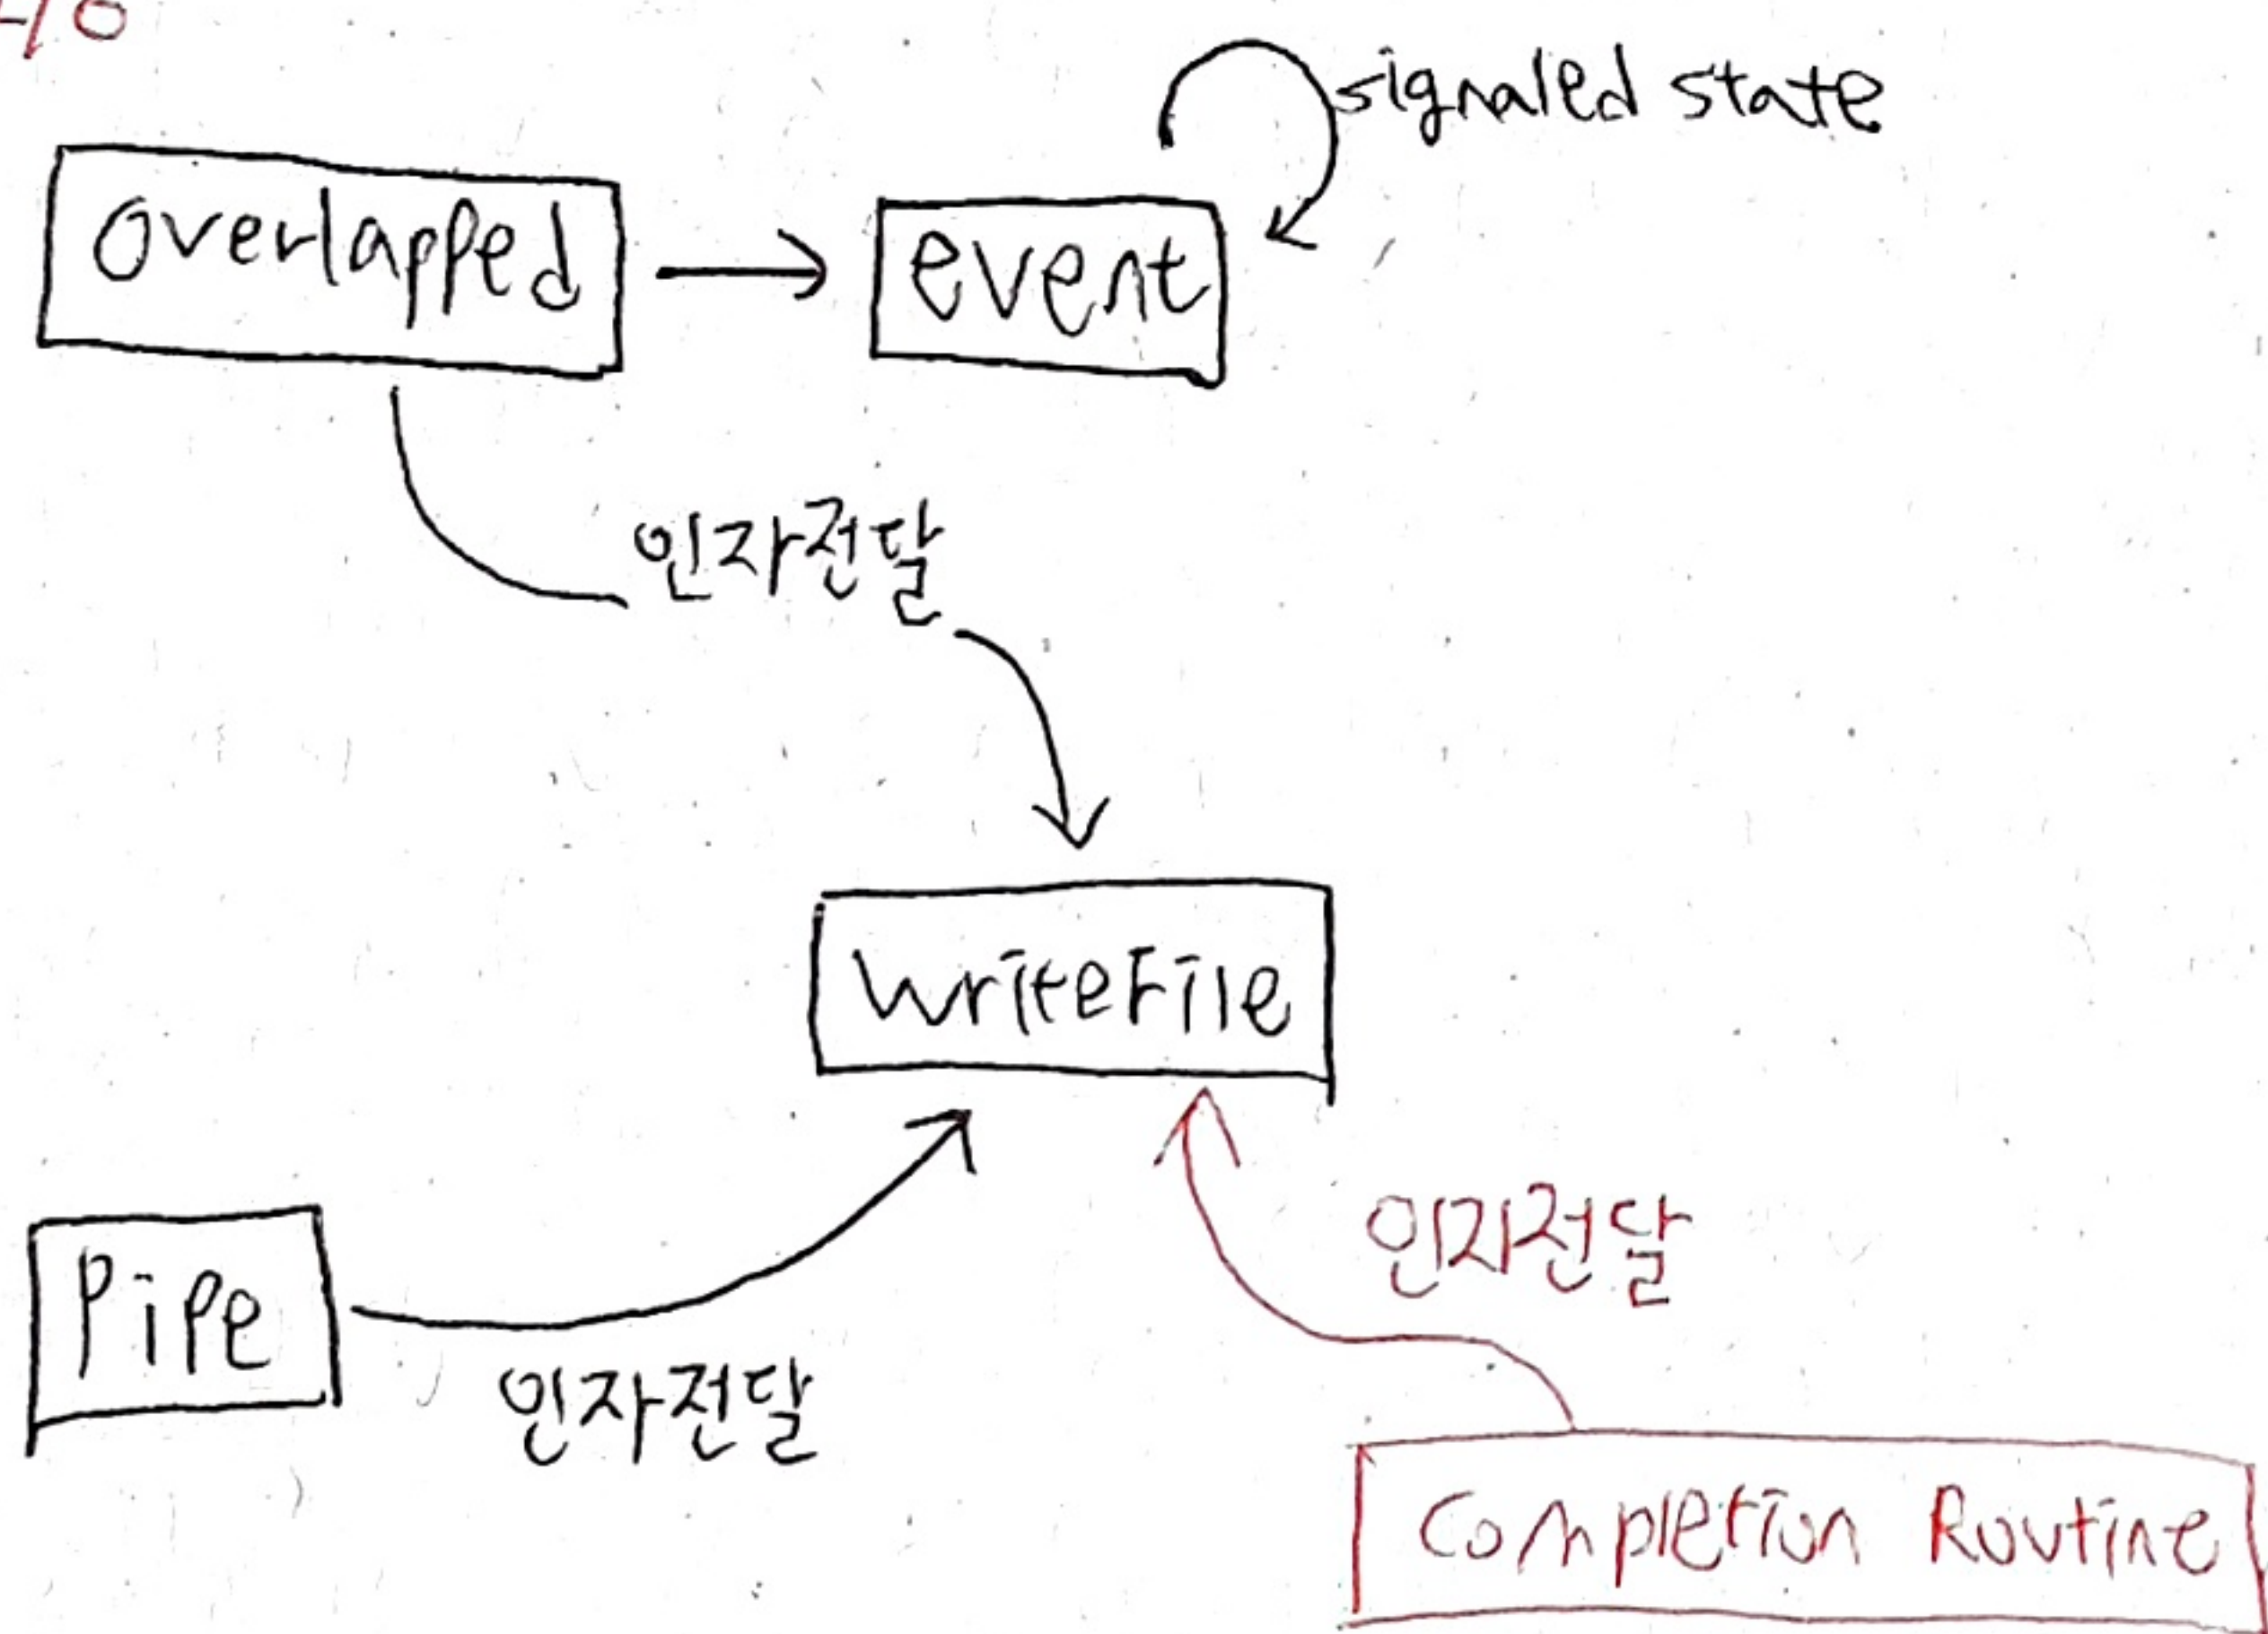 I/O
overlapped
event
signaled state
인자전달
WriteFile
Pipe
인자전달
인자전달
Completion Routine